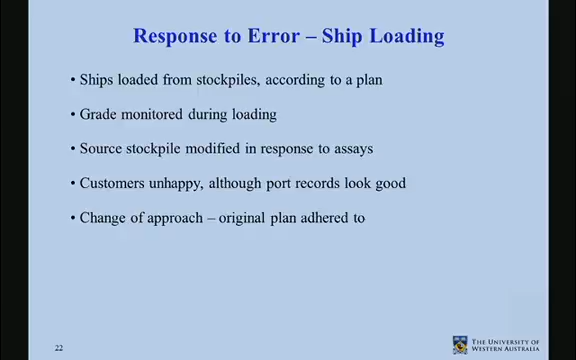 Response to Error – Ship Loading
• Ships loaded from stockpiles, according to a plan
• Grade monitored during loading
• Source stockpile modified in response to assays
• Customers unhappy, although port records look good
• Change of approach – original plan adhered to
22
THE UNIVERSITY OF
WESTERN AUSTRALIA